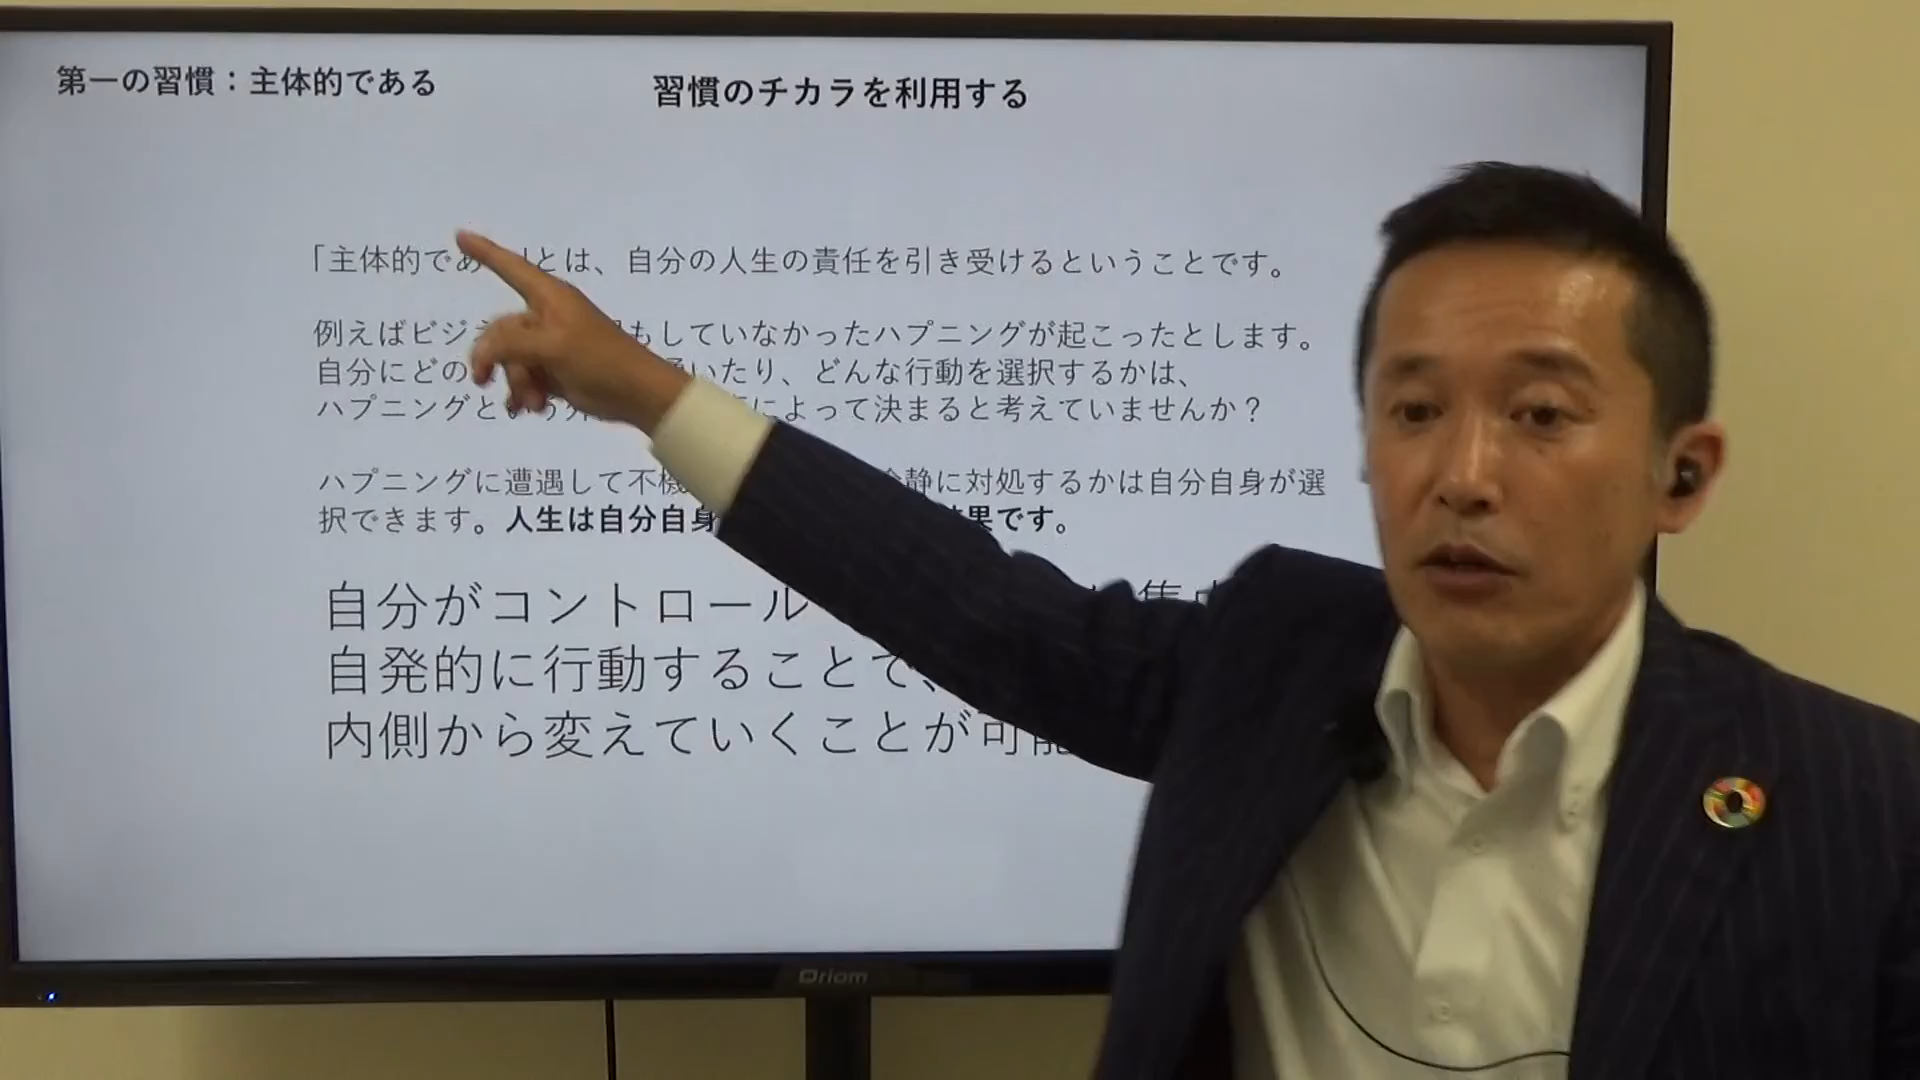 第一の習慣：主体的である
習慣のチカラを利用する
「主体的であ」とは、自分の人生の責任を引き受けるということです。
例えばビジ もしていなかったハプニングが起こったとします。
自分にどの いたり、どんな行動を選択するかは、
ハプニングという によって決まると考えていませんか？
ハプニングに遭遇して不機 静に対処するかは自分自身が選
択できます。人生は自分自身 果です。
自分がコントロール 集
自発的に行動することで、
内側から変えていくことが可能
Oriom